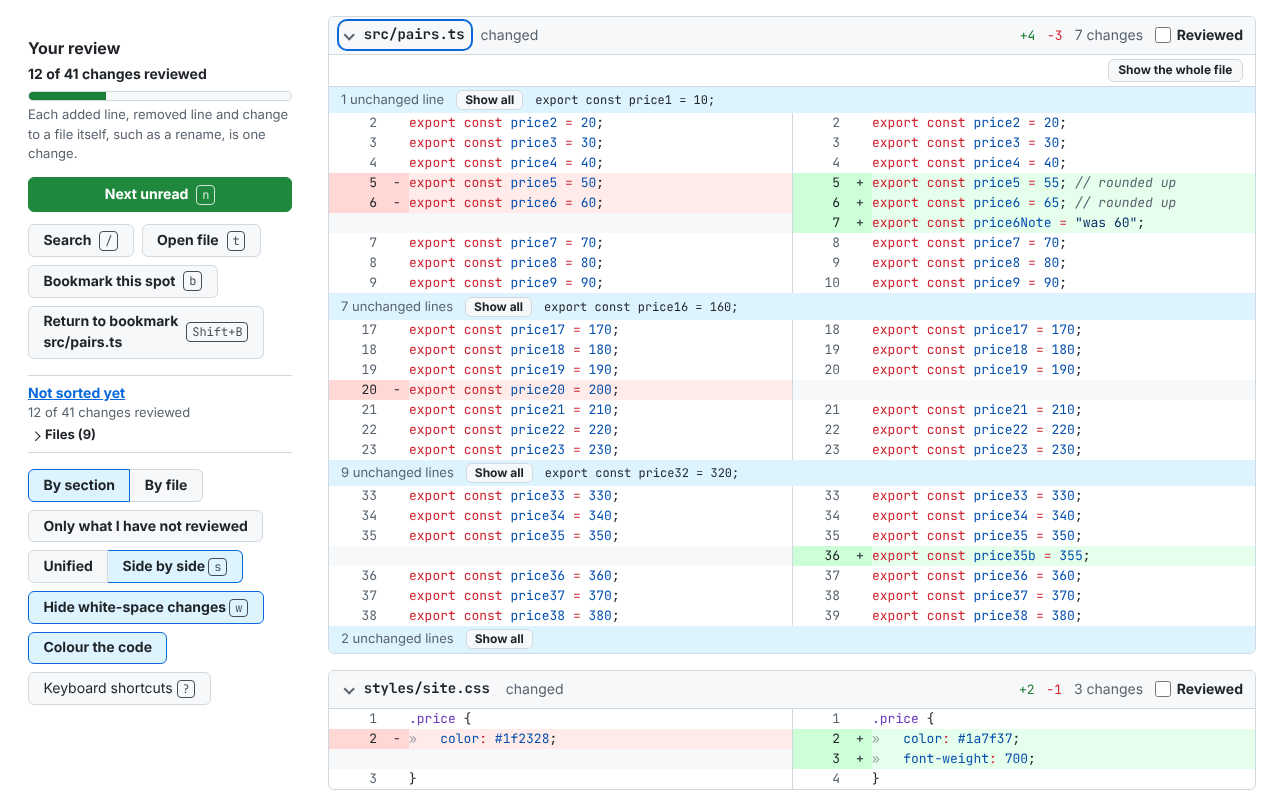 Your review
12 of 41 changes reviewed
Each added line, removed line and change
to a file itself, such as a rename, is one
change.
Next unread n
Search / Open file t
Bookmark this spot b
Return to bookmark
src/pairs.ts Shift+B
Not sorted yet
12 of 41 changes reviewed
Files (9)
By section By file
Only what I have not reviewed
Unified Side by side s
Hide white-space changes w
Colour the code
Keyboard shortcuts ?
src/pairs.ts changed +4 -3 7 changes Reviewed
Show the whole file
1 unchanged line Show all export const price1 = 10;
2 export const price2 = 20; 2 export const price2 = 20;
3 export const price3 = 30; 3 export const price3 = 30;
4 export const price4 = 40; 4 export const price4 = 40;
5 - export const price5 = 50; 5 + export const price5 = 55; // rounded up
6 - export const price6 = 60; 6 + export const price6 = 65; // rounded up
7 + export const price6Note = "was 60";
7 export const price7 = 70; 8 export const price7 = 70;
8 export const price8 = 80; 9 export const price8 = 80;
9 export const price9 = 90; 10 export const price9 = 90;
7 unchanged lines Show all export const price16 = 160;
17 export const price17 = 170; 18 export const price17 = 170;
18 export const price18 = 180; 19 export const price18 = 180;
19 export const price19 = 190; 20 export const price19 = 190;
20 - export const price20 = 200;
21 export const price21 = 210; 21 export const price21 = 210;
22 export const price22 = 220; 22 export const price22 = 220;
23 export const price23 = 230; 23 export const price23 = 230;
9 unchanged lines Show all export const price32 = 320;
33 export const price33 = 330; 33 export const price33 = 330;
34 export const price34 = 340; 34 export const price34 = 340;
35 export const price35 = 350; 35 export const price35 = 350;
36 + export const price35b = 355;
36 export const price36 = 360; 37 export const price36 = 360;
37 export const price37 = 370; 38 export const price37 = 370;
38 export const price38 = 380; 39 export const price38 = 380;
2 unchanged lines Show all
styles/site.css changed +2 -1 3 changes Reviewed
1 .price { 1 .price {
2 - » color: #1f2328; 2 + » color: #1a7f37;
3 + » font-weight: 700;
3 } 4 }